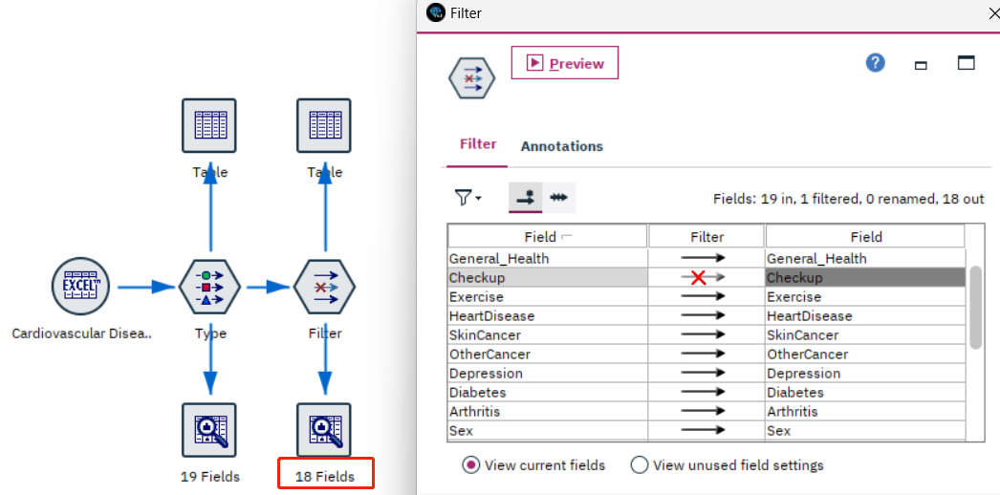 Filter
Preview
Filter
Annotations
Fields: 19 in, 1 filtered, 0 renamed, 18 out
Field Filter Field
General_Health General_Health
Checkup Checkup
Exercise Exercise
HeartDisease HeartDisease
SkinCancer SkinCancer
OtherCancer OtherCancer
Depression Depression
Diabetes Diabetes
Arthritis Arthritis
Sex Sex
View current fields View unused field settings
Table Table
EXCEL
Cardiovascular Disea.. Type Filter
19 Fields 18 Fields